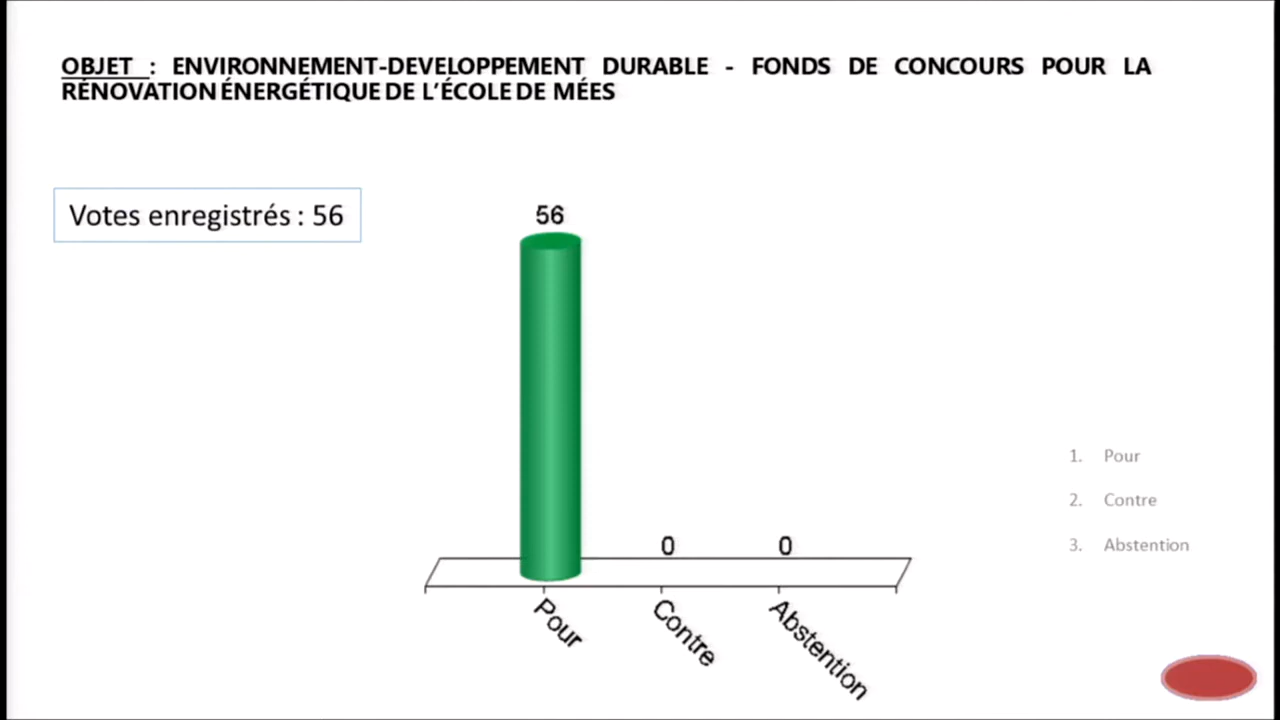 OBJET : ENVIRONNEMENT-DEVELOPPEMENT DURABLE - FONDS DE CONCOURS POUR LA
RÉNOVATION ÉNERGÉTIQUE DE L'ÉCOLE DE MÉES
Votes enregistrés : 56
56
0
0
Pour
Contre
Abstention
1. Pour
2. Contre
3. Abstention